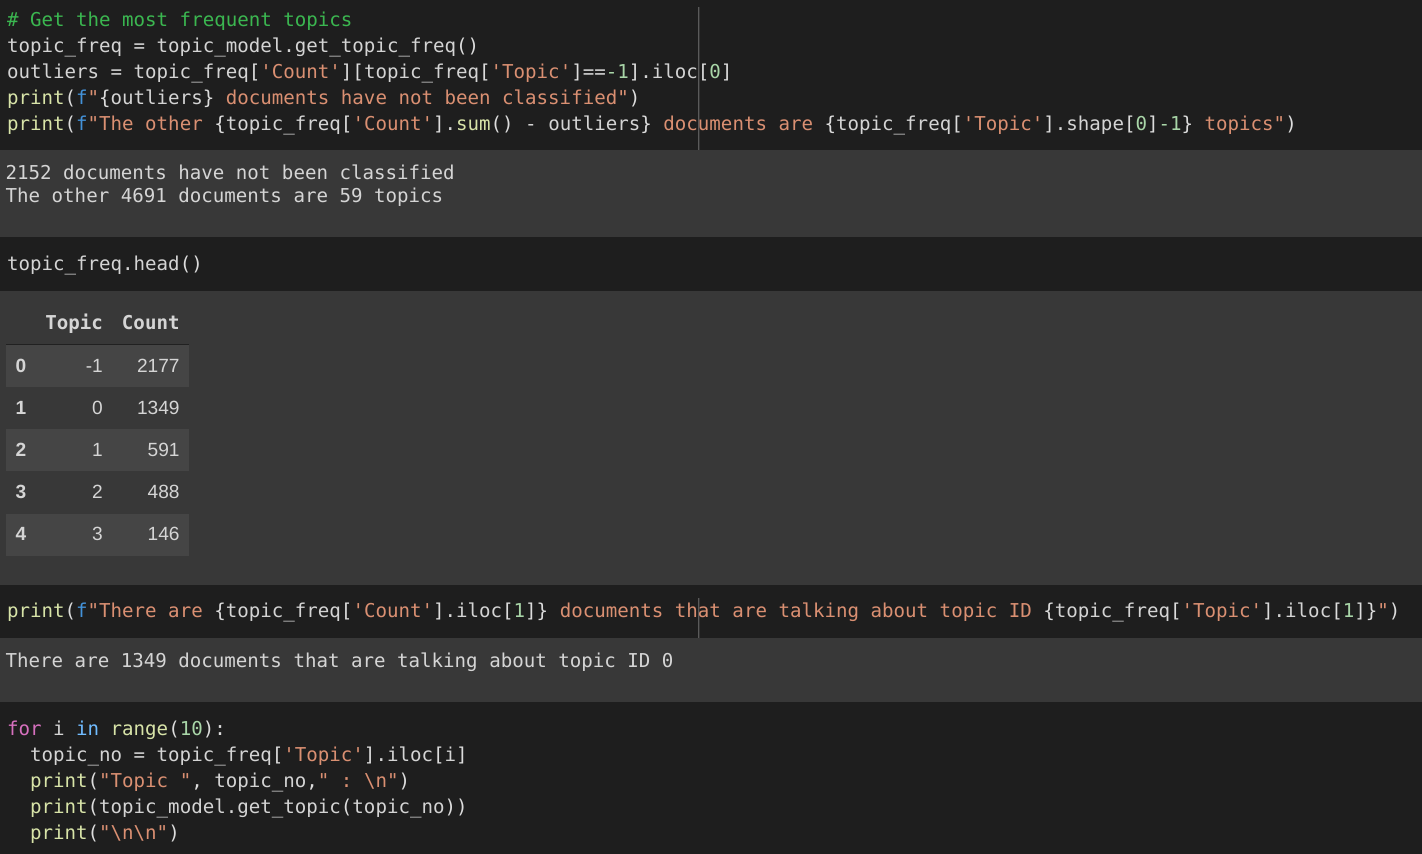 # Get the most frequent topics
topic_freq = topic_model.get_topic_freq()
outliers = topic_freq['Count'][topic_freq['Topic']==-1].iloc[0]
print(f"{outliers} documents have not been classified")
print(f"The other {topic_freq['Count'].sum() - outliers} documents are {topic_freq['Topic'].shape[0]-1} topics")
2152 documents have not been classified
The other 4691 documents are 59 topics
topic_freq.head()
Topic Count
0 -1 2177
1 0 1349
2 1 591
3 2 488
4 3 146
print(f"There are {topic_freq['Count'].iloc[1]} documents that are talking about topic ID {topic_freq['Topic'].iloc[1]}")
There are 1349 documents that are talking about topic ID 0
for i in range(10):
  topic_no = topic_freq['Topic'].iloc[i]
  print("Topic ", topic_no," : \n")
  print(topic_model.get_topic(topic_no))
  print("\n\n")